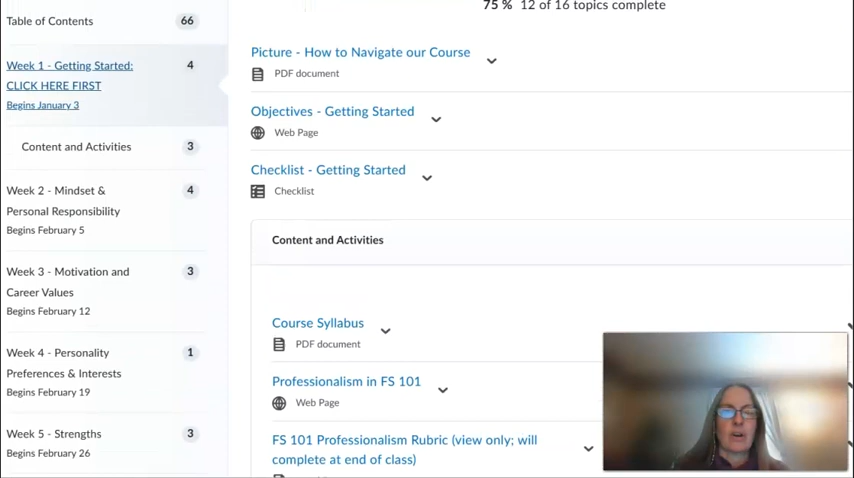 75 % 12 of 16 topics complete
Table of Contents 66
Week 1 - Getting Started: 4
CLICK HERE FIRST
Begins January 3
Content and Activities 3
Week 2 - Mindset & 4
Personal Responsibility
Begins February 5
Week 3 - Motivation and 3
Career Values
Begins February 12
Week 4 - Personality 1
Preferences & Interests
Begins February 19
Week 5 - Strengths 3
Begins February 26
Picture - How to Navigate our Course
PDF document
Objectives - Getting Started
Web Page
Checklist - Getting Started
Checklist
Content and Activities
Course Syllabus
PDF document
Professionalism in FS 101
Web Page
FS 101 Professionalism Rubric (view only; will
complete at end of class)